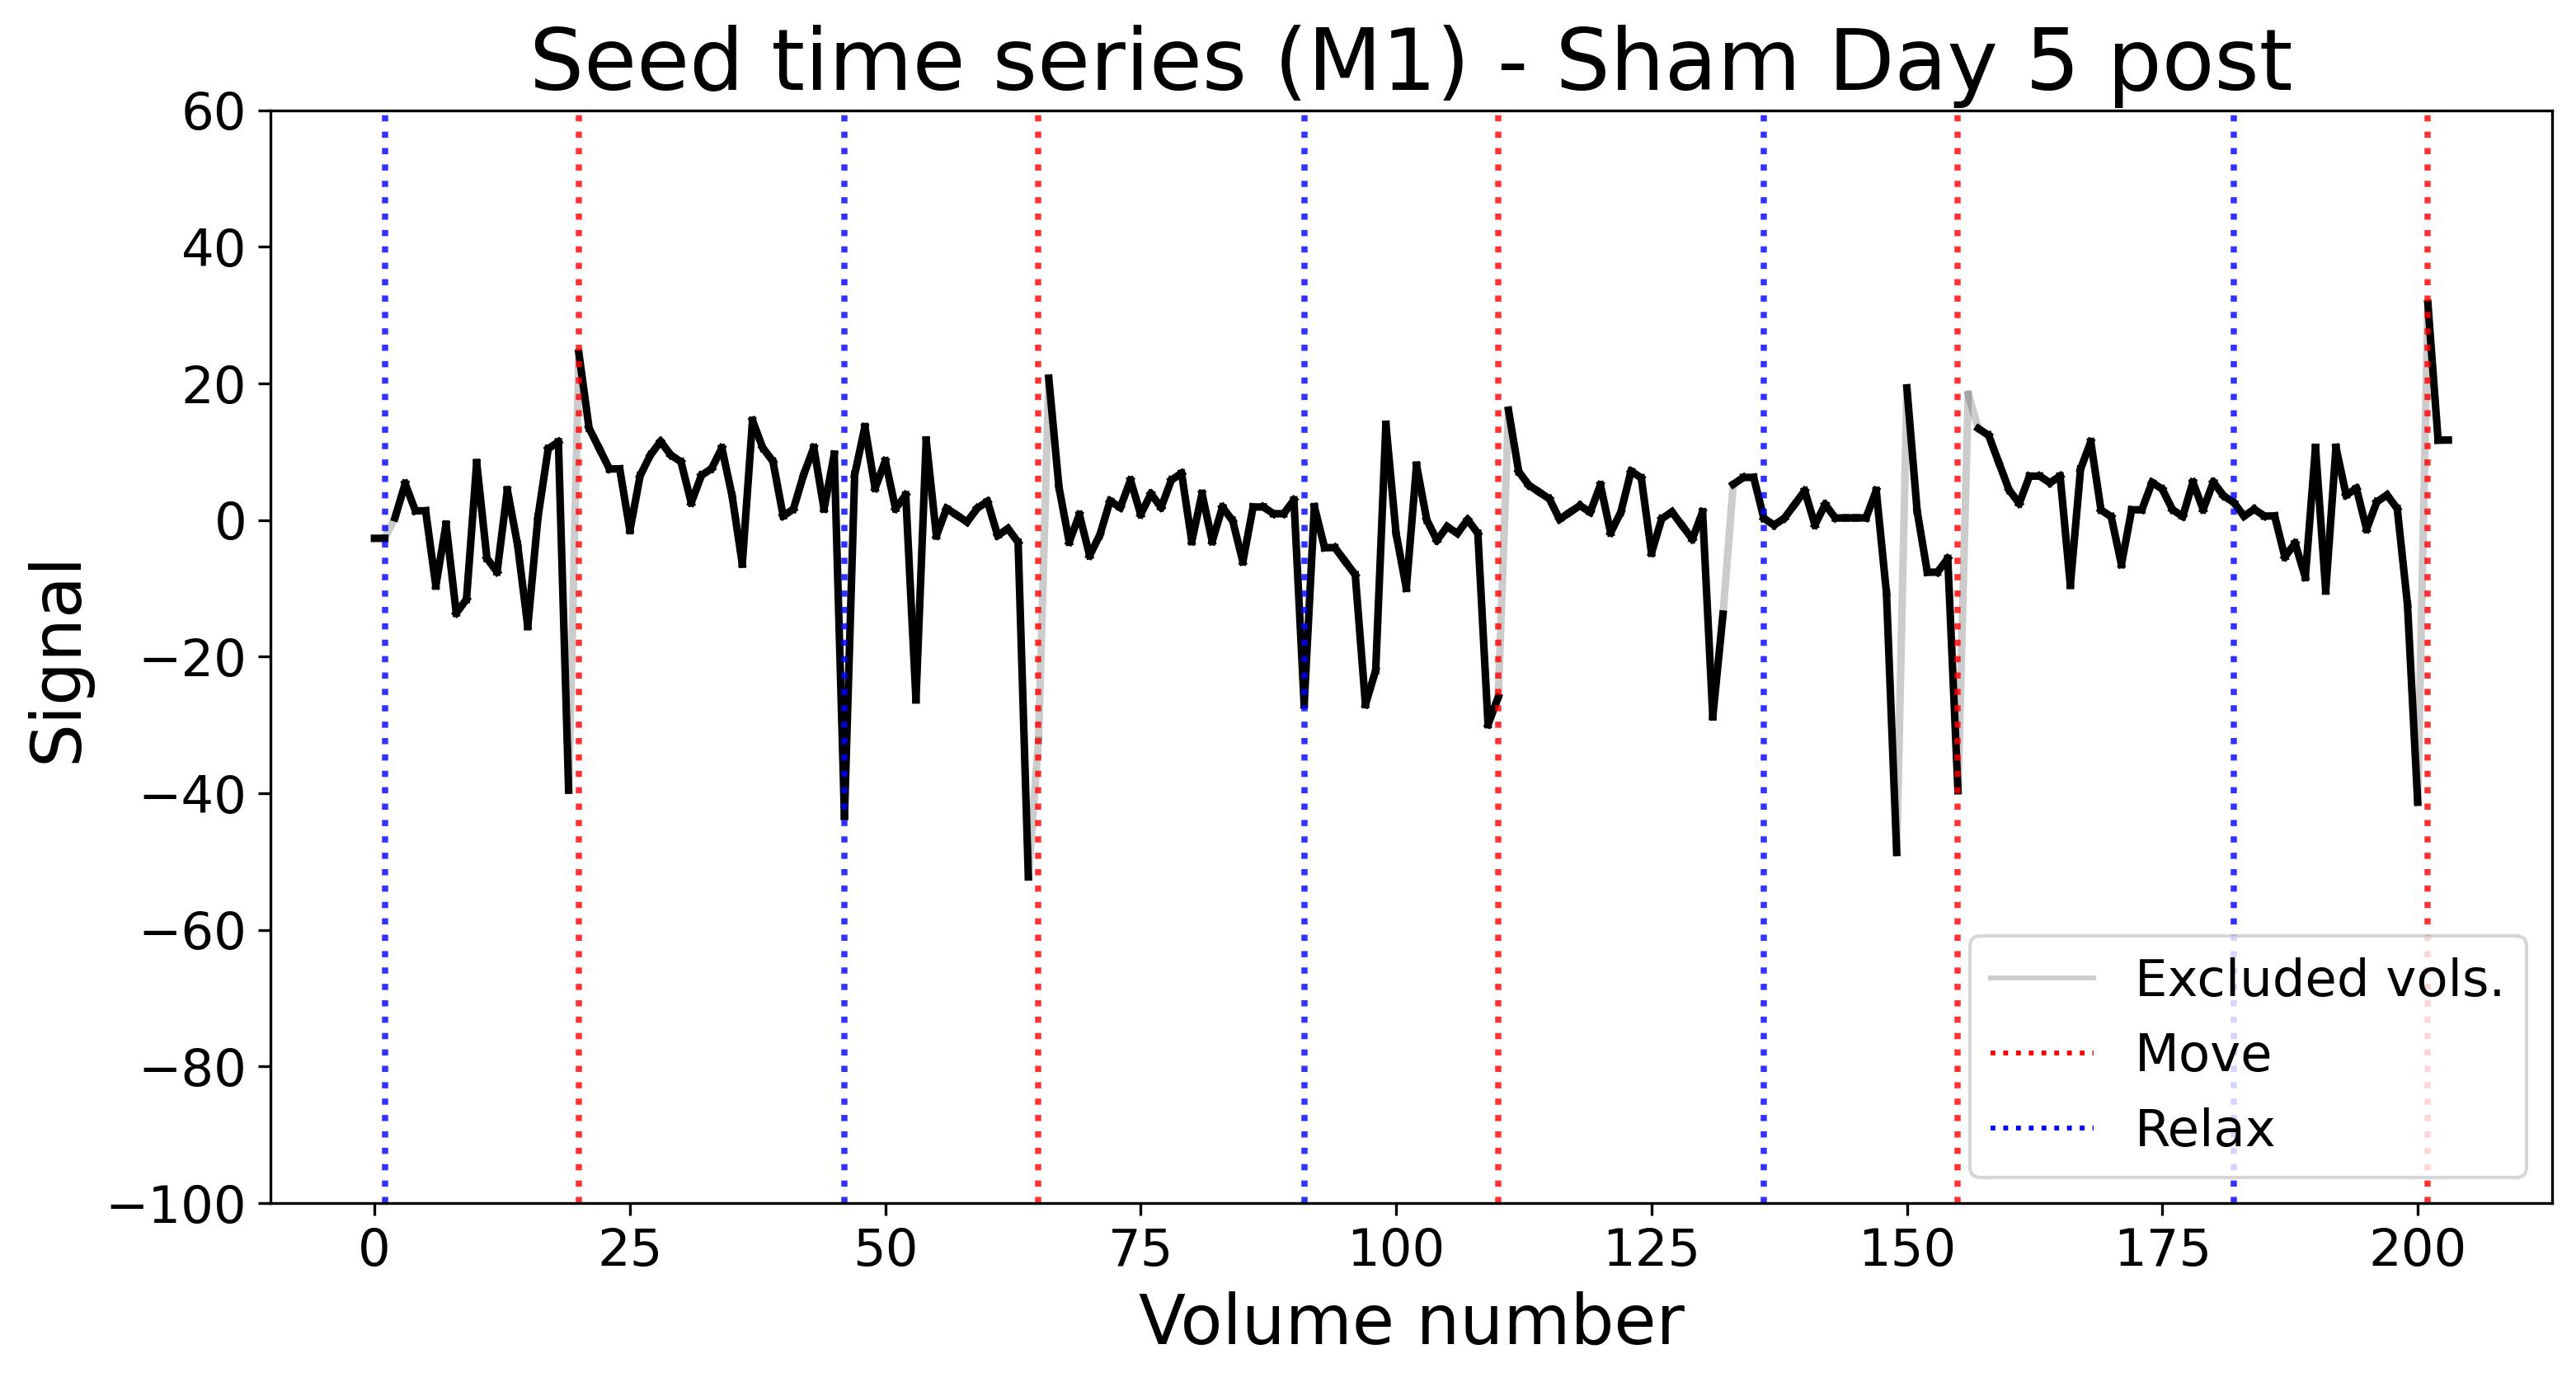 Seed time series (M1) - Sham Day 5 post
60
40
20
0
−20
−40
−60
−80
−100
Signal
0 25 50 75 100 125 150 175 200
Volume number
Excluded vols.
Move
Relax